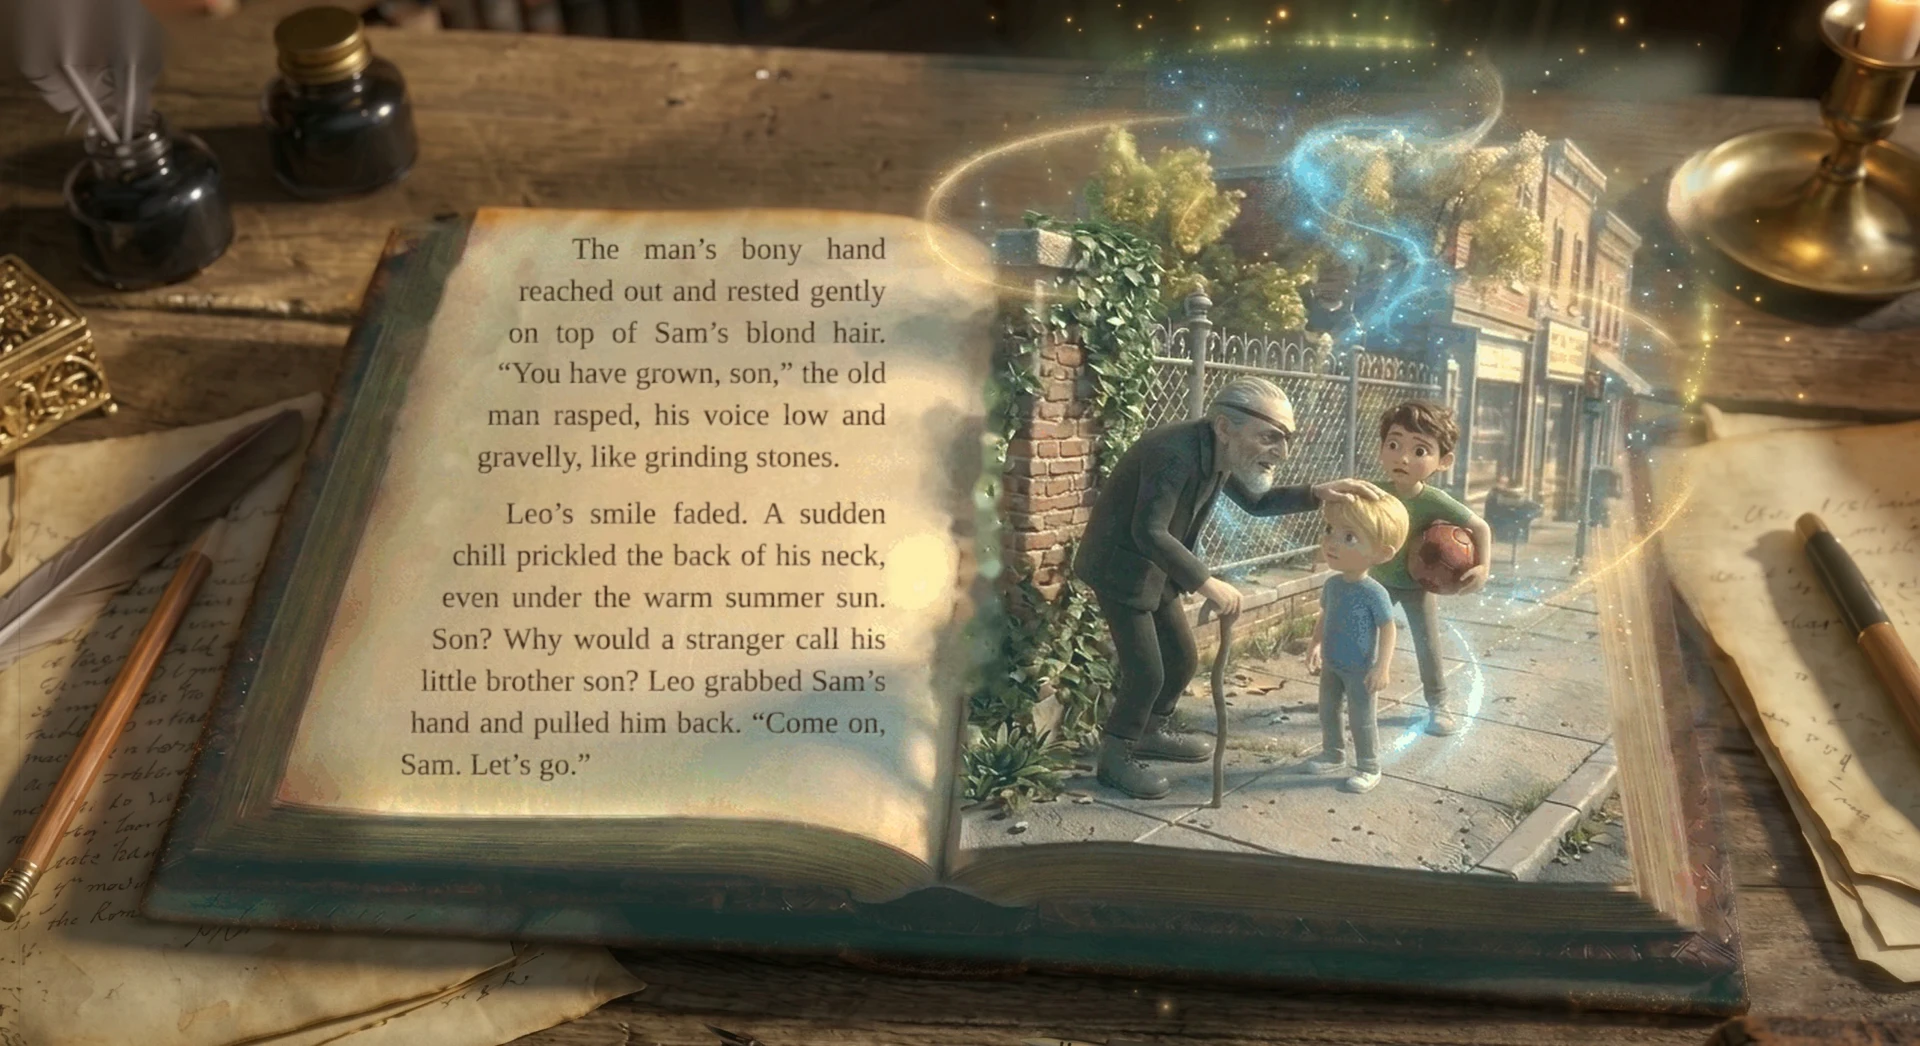 The man’s bony hand
reached out and rested gently
on top of Sam’s blond hair.
“You have grown, son,” the old
man rasped, his voice low and
gravelly, like grinding stones.
Leo’s smile faded. A sudden
chill prickled the back of his neck,
even under the warm summer sun.
Son? Why would a stranger call his
little brother son? Leo grabbed Sam’s
hand and pulled him back. “Come on,
Sam. Let’s go.”